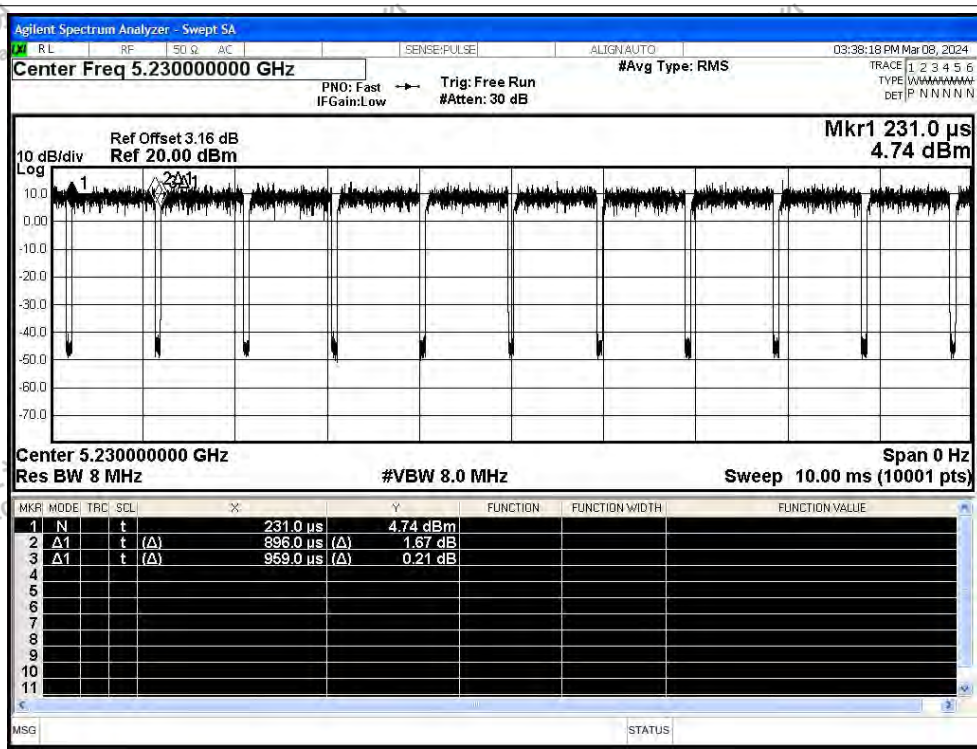 Agilent Spectrum Analyzer - Swept SA
RL RF 50 Ω AC SENSE:PULSE ALIGN AUTO 03:38:18 PM Mar 08, 2024
Center Freq 5.230000000 GHz #Avg Type: RMS TRACE 1 2 3 4 5 6
PNO: Fast Trig: Free Run TYPE WWWWWW
IFGain:Low #Atten: 30 dB DET P N N N N N
Mkr1 231.0 µs
Ref Offset 3.16 dB
10 dB/div Ref 20.00 dBm 4.74 dBm
Log
1 2Δ1 3Δ1
10.0
0.00
-10.0
-20.0
-30.0
-40.0
-50.0
-60.0
-70.0
Center 5.230000000 GHz Span 0 Hz
Res BW 8 MHz #VBW 8.0 MHz Sweep 10.00 ms (10001 pts)
MKR MODE TRC SCL X Y FUNCTION FUNCTION WIDTH FUNCTION VALUE
1 N t 231.0 µs 4.74 dBm
2 Δ1 t (Δ) 896.0 µs (Δ) 1.67 dB
3 Δ1 t (Δ) 959.0 µs (Δ) 0.21 dB
4
5
6
7
8
9
10
11
MSG STATUS